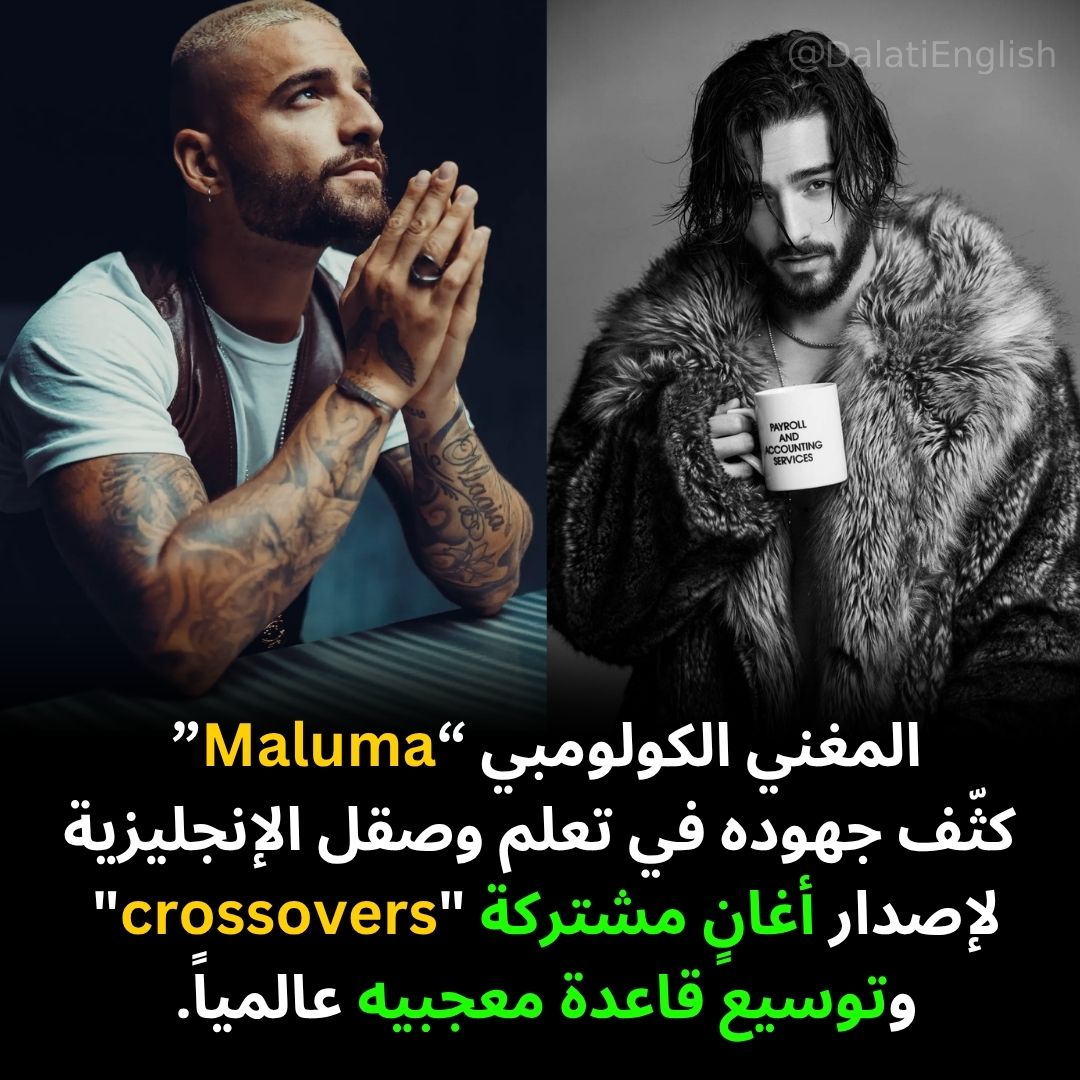 @DalatiEnglish
PAYROLL
AND
ACCOUNTING
SERVICES
Magia
المغني الكولومبي “Maluma”
كثّف جهوده في تعلم وصقل الإنجليزية
لإصدار أغانٍ مشتركة "crossovers"
وتوسيع قاعدة معجبيه عالمياً.